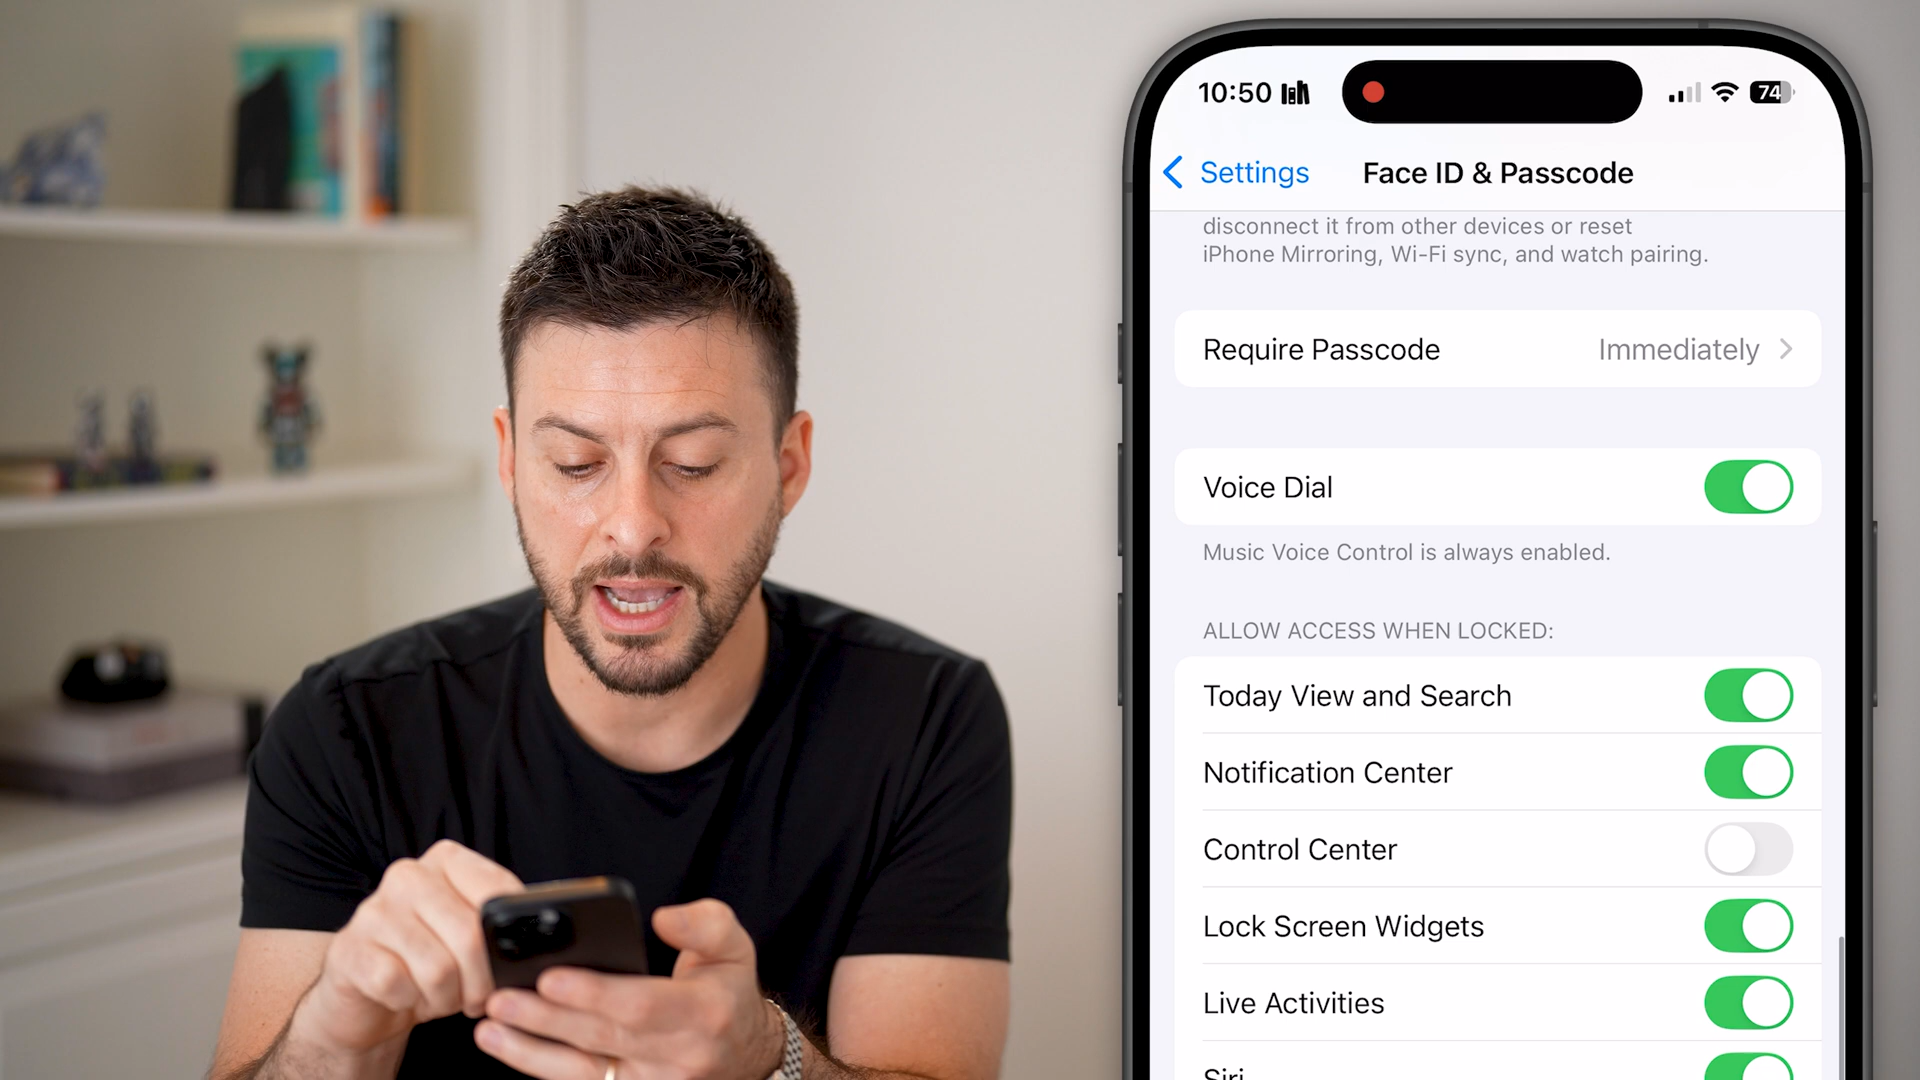 10:50
74
Settings
Face ID & Passcode
disconnect it from other devices or reset
iPhone Mirroring, Wi-Fi sync, and watch pairing.
Require Passcode Immediately
Voice Dial
Music Voice Control is always enabled.
ALLOW ACCESS WHEN LOCKED:
Today View and Search
Notification Center
Control Center
Lock Screen Widgets
Live Activities
Siri